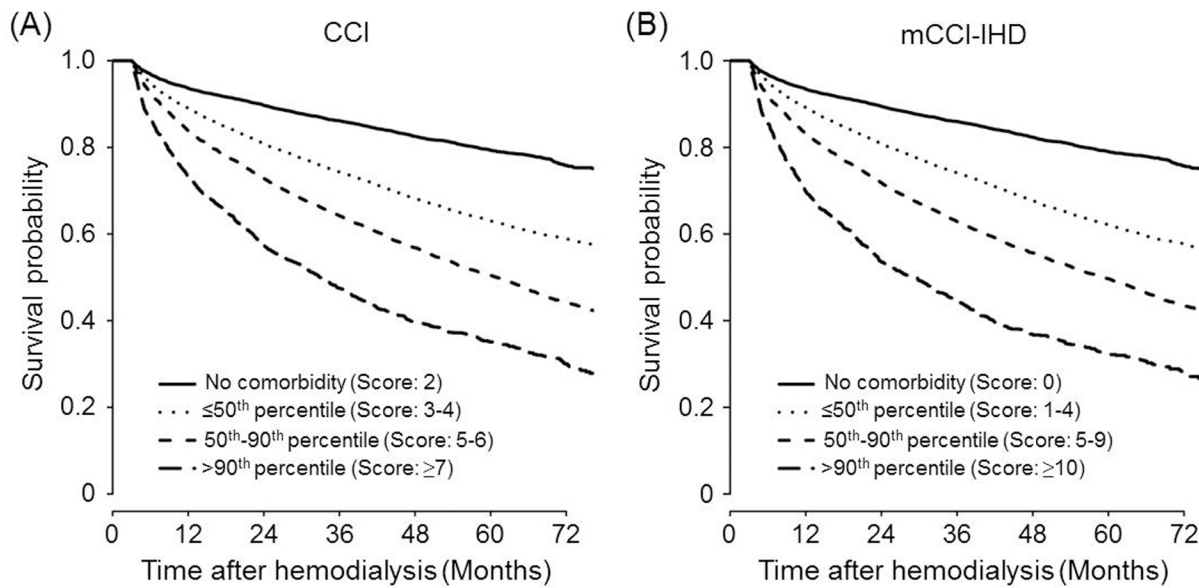 (A)
CCI
Survival probability
1.0
0.8
0.6
0.4
0.2
0
No comorbidity (Score: 2)
≤50th percentile (Score: 3-4)
50th-90th percentile (Score: 5-6)
>90th percentile (Score: ≥7)
0 12 24 36 48 60 72
Time after hemodialysis (Months)
(B)
mCCI-IHD
Survival probability
1.0
0.8
0.6
0.4
0.2
0
No comorbidity (Score: 0)
≤50th percentile (Score: 1-4)
50th-90th percentile (Score: 5-9)
>90th percentile (Score: ≥10)
0 12 24 36 48 60 72
Time after hemodialysis (Months)